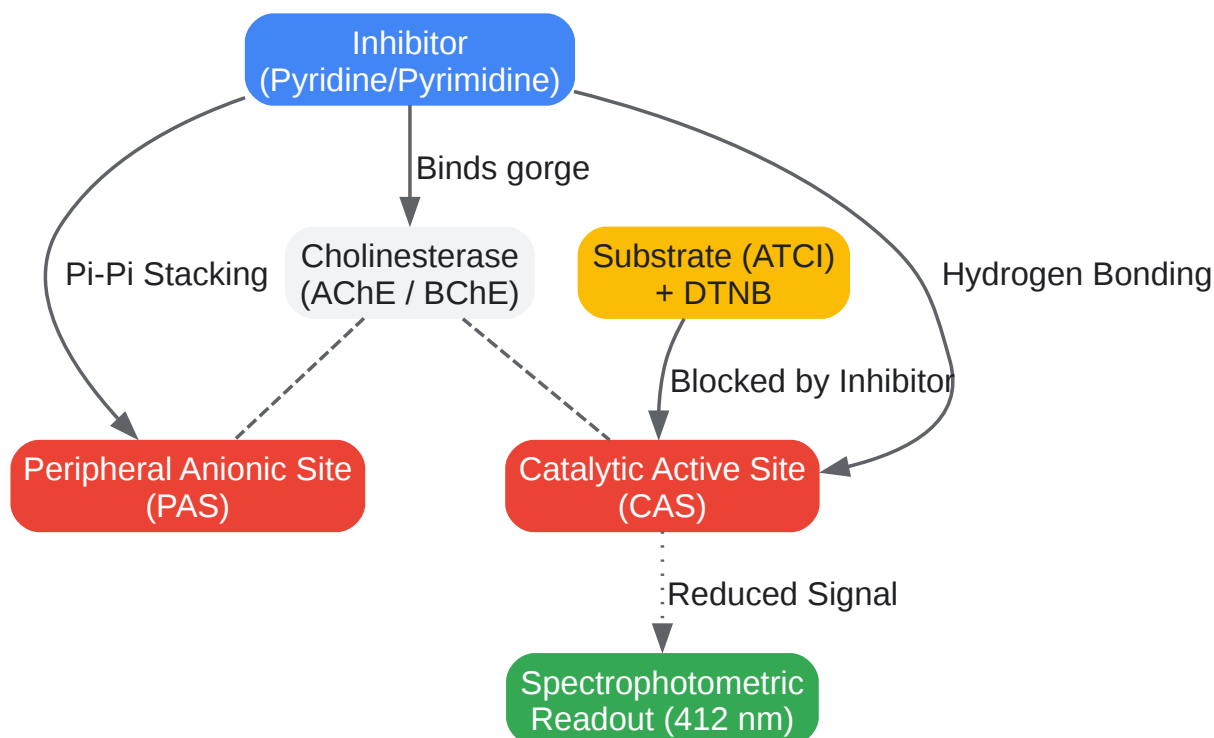 Inhibitor
(Pyridine/Pyrimidine)
Binds gorge
Cholinesterase
(AChE / BChE)
Substrate (ATCI)
+ DTNB
Pi-Pi Stacking
Hydrogen Bonding
Blocked by Inhibitor
Peripheral Anionic Site
(PAS)
Catalytic Active Site
(CAS)
Reduced Signal
Spectrophotometric
Readout (412 nm)